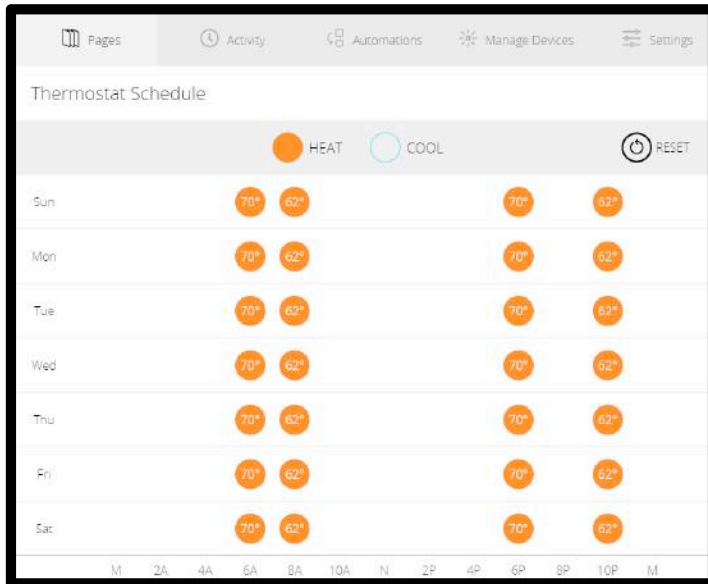 Pages Activity Automations Manage Devices Settings
Thermostat Schedule
HEAT COOL RESET
Sun 70° 62° 70° 62°
Mon 70° 62° 70° 62°
Tue 70° 62° 70° 62°
Wed 70° 62° 70° 62°
Thu 70° 62° 70° 62°
Fri 70° 62° 70° 62°
Sat 70° 62° 70° 62°
M 2A 4A 6A 8A 10A N 2P 4P 6P 8P 10P M